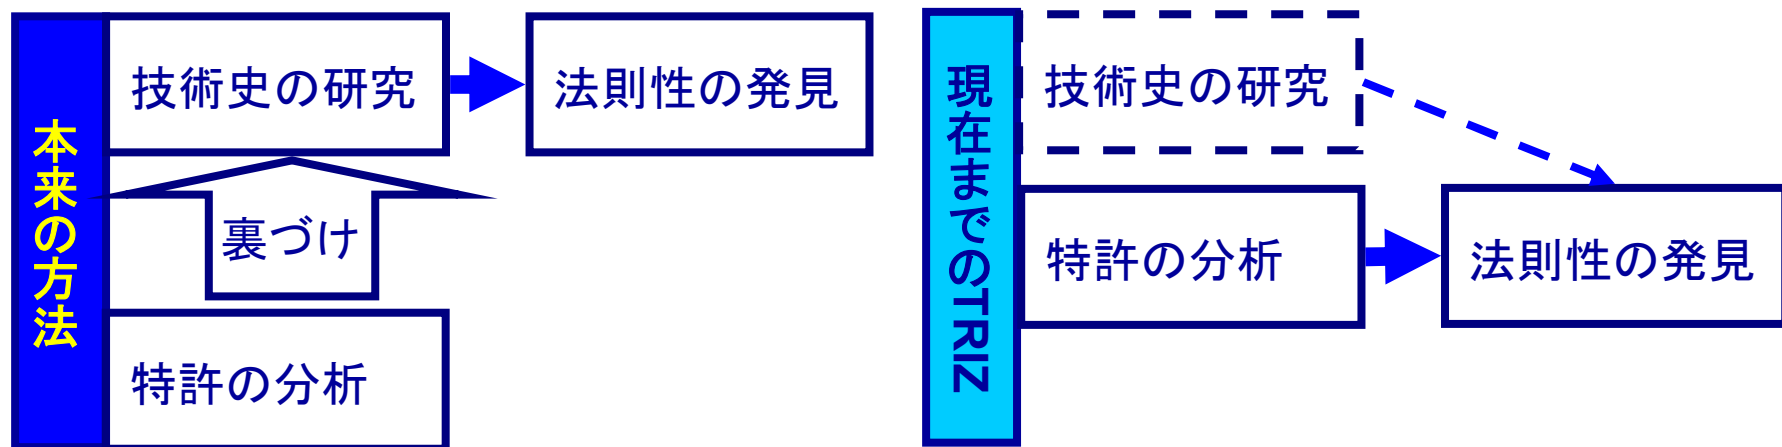 本来の方法
技術史の研究
法則性の発見
裏づけ
特許の分析
現在までのTRIZ
技術史の研究
特許の分析
法則性の発見